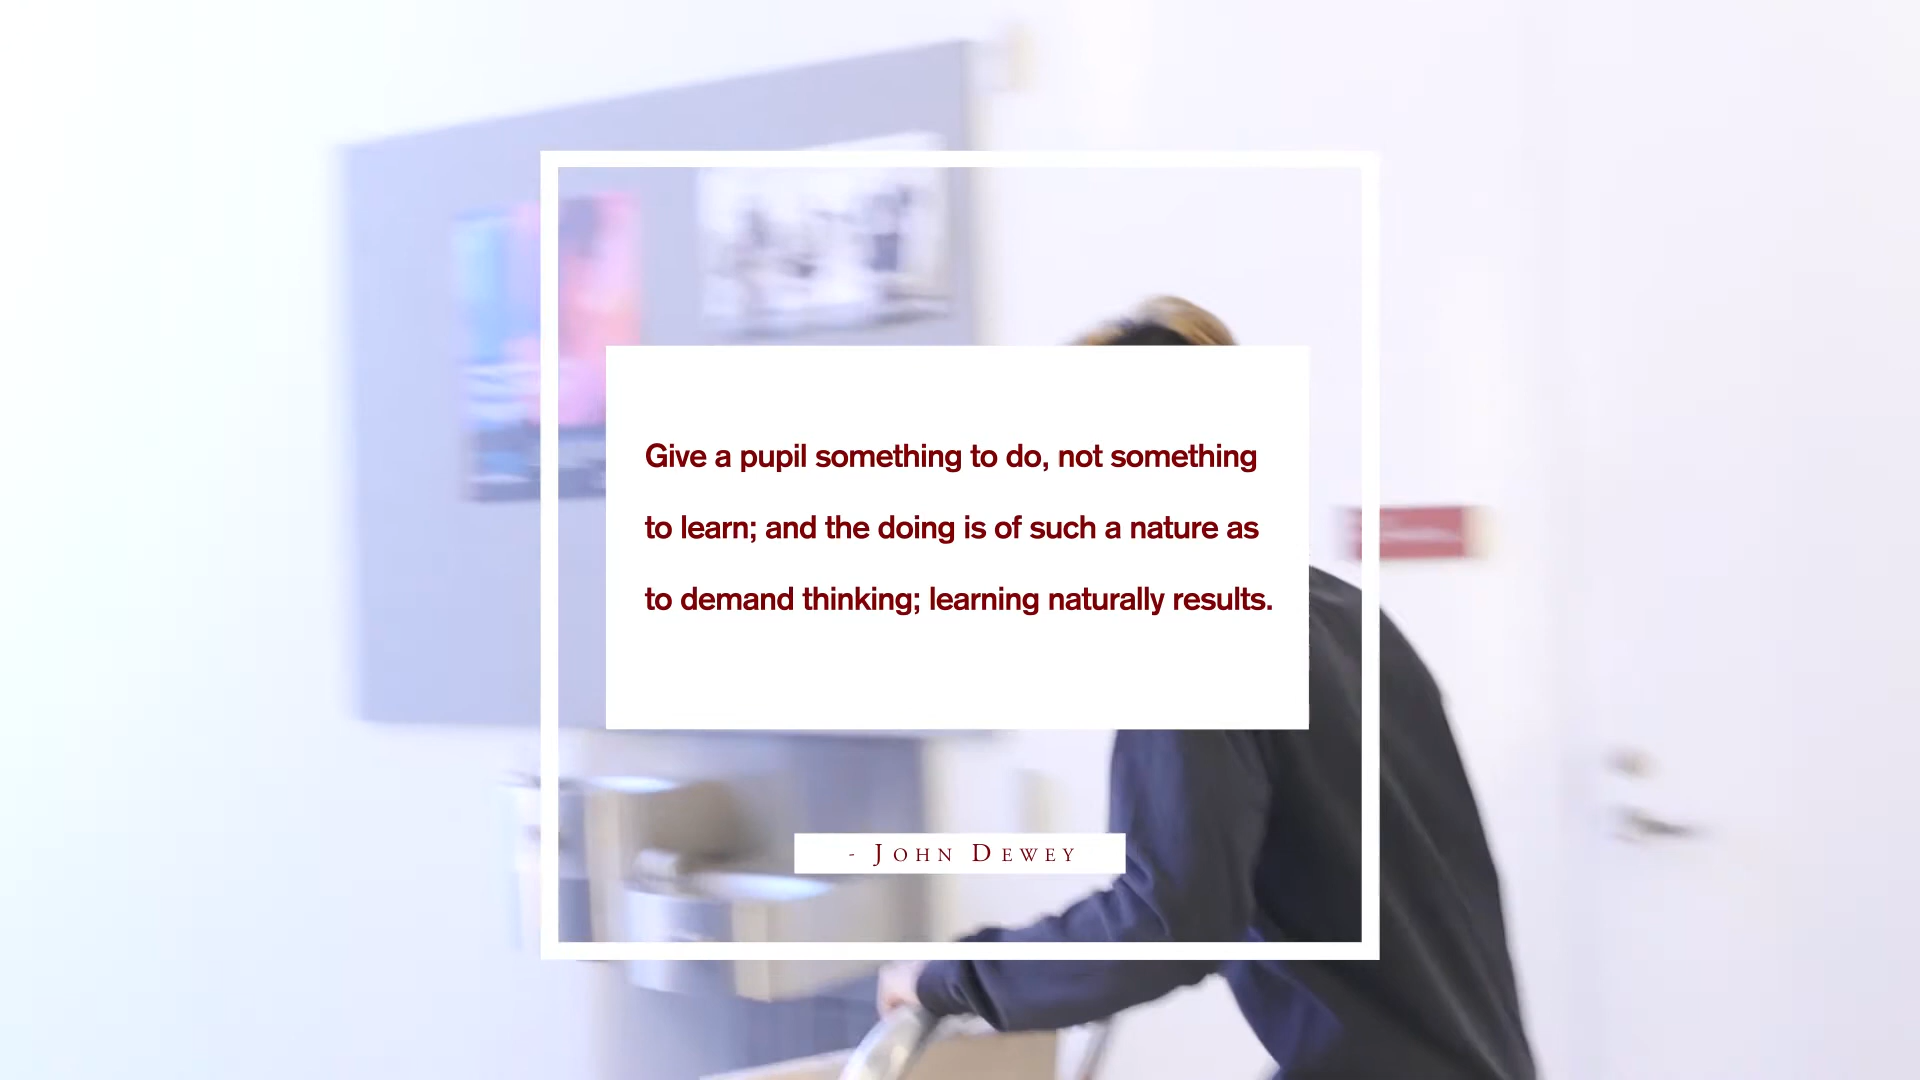 Give a pupil something to do, not something
to learn; and the doing is of such a nature as
to demand thinking; learning naturally results.
- John Dewey